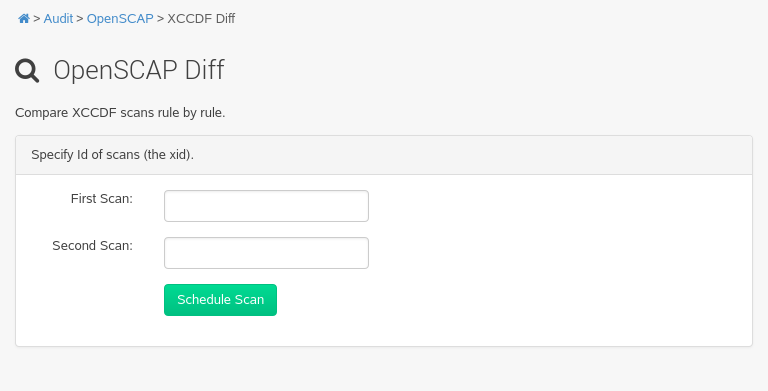 > Audit > OpenSCAP > XCCDF Diff
OpenSCAP Diff
Compare XCCDF scans rule by rule.
Specify Id of scans (the xid).
First Scan:
Second Scan:
Schedule Scan